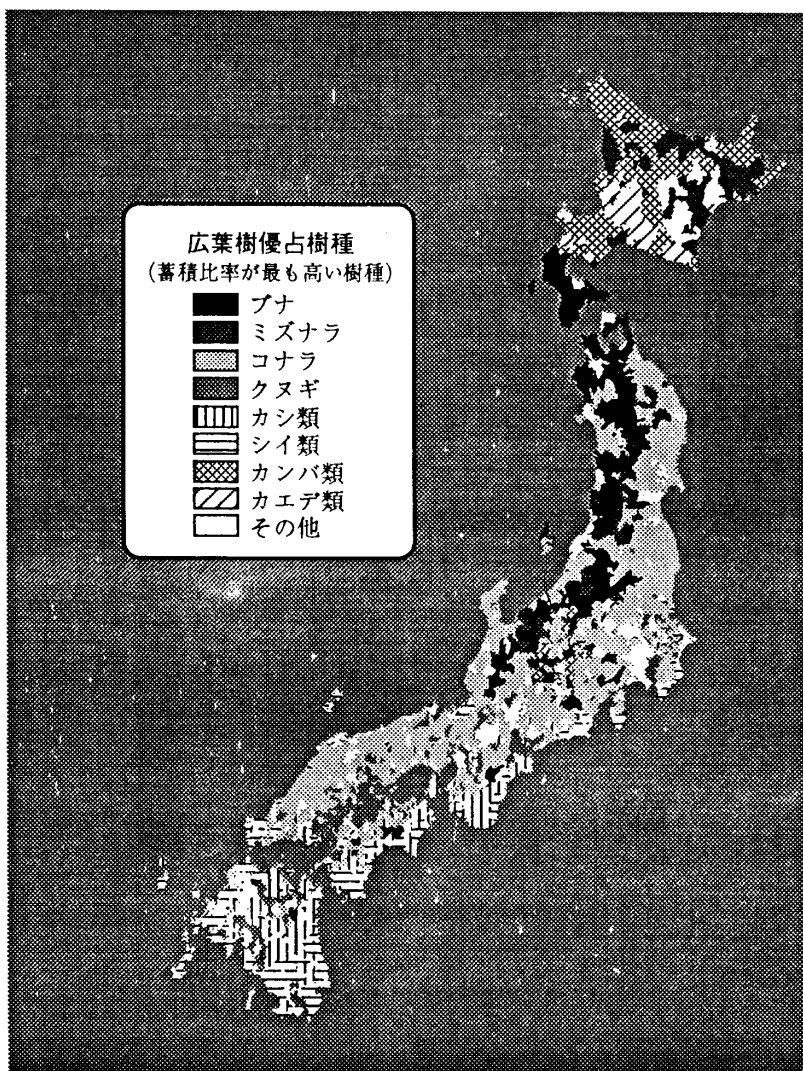 広葉樹優占樹種
(蓄積比率が最も高い樹種)
ブナ
ミズナラ
コナラ
クヌギ
カシ類
シイ類
カンバ類
カエデ類
その他